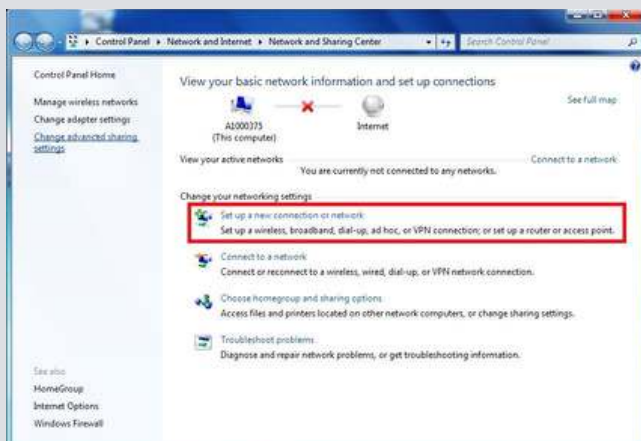 Control Panel ▸ Network and Internet ▸ Network and Sharing Center
Search Control Panel
Control Panel Home
Manage wireless networks
Change adapter settings
Change advanced sharing
settings
View your basic network information and set up connections
See full map
A1000375
(This computer)
Internet
View your active networks
Connect to a network
You are currently not connected to any networks.
Change your networking settings
Set up a new connection or network
Set up a wireless, broadband, dial-up, ad hoc, or VPN connection; or set up a router or access point.
Connect to a network
Connect or reconnect to a wireless, wired, dial-up, or VPN network connection.
Choose homegroup and sharing options
Access files and printers located on other network computers, or change sharing settings.
Troubleshoot problems
Diagnose and repair network problems, or get troubleshooting information.
See also
HomeGroup
Internet Options
Windows Firewall